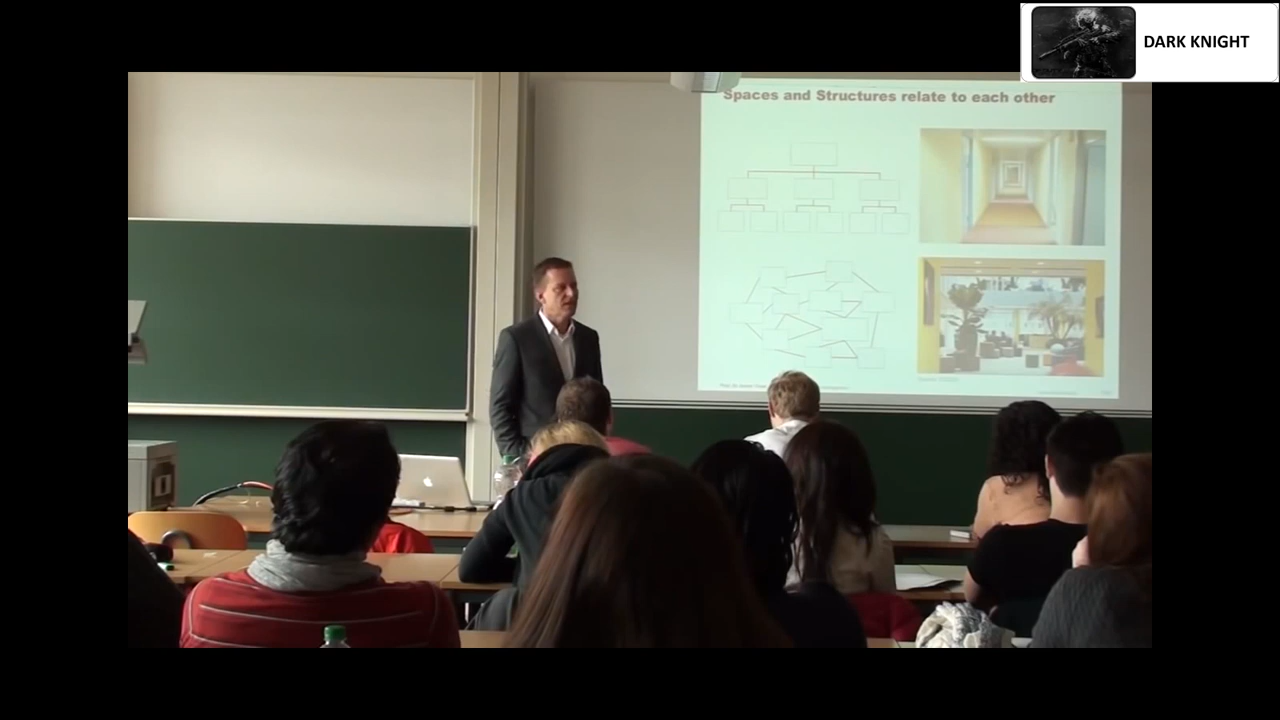 DARK KNIGHT
Spaces and Structures relate to each other